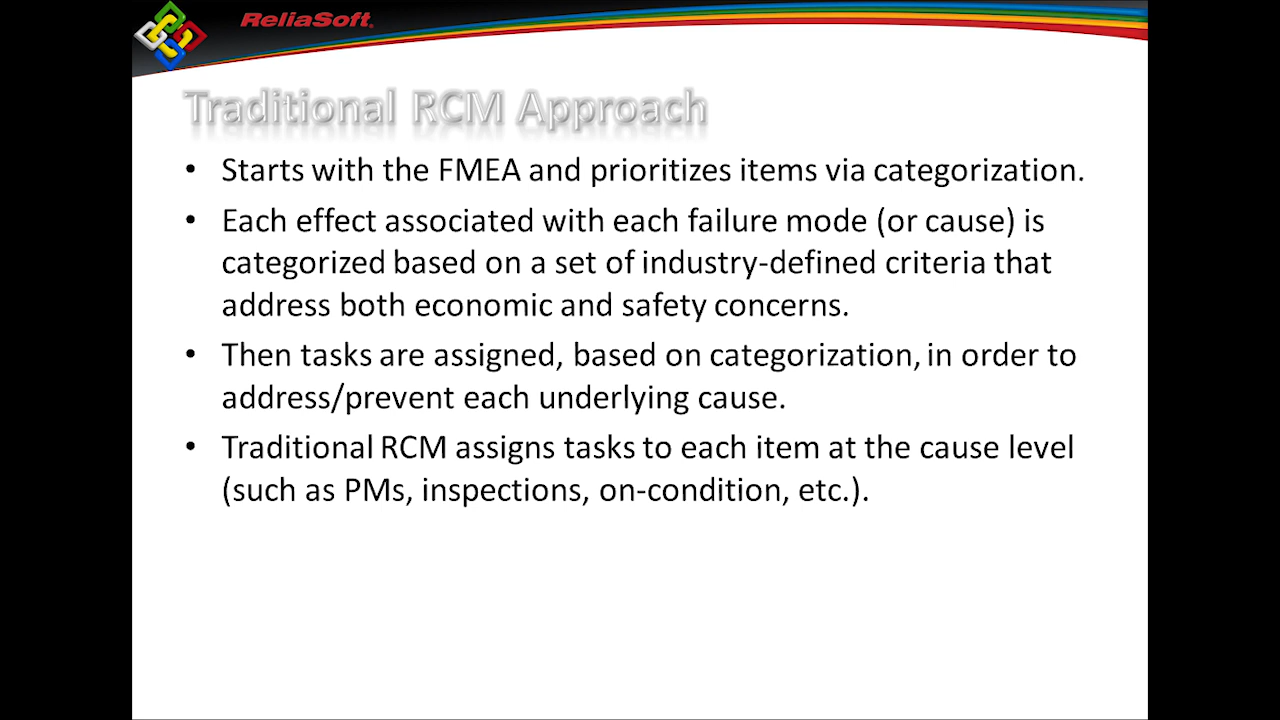 ReliaSoft
Traditional RCM Approach
• Starts with the FMEA and prioritizes items via categorization.
• Each effect associated with each failure mode (or cause) is
categorized based on a set of industry-defined criteria that
address both economic and safety concerns.
• Then tasks are assigned, based on categorization, in order to
address/prevent each underlying cause.
• Traditional RCM assigns tasks to each item at the cause level
(such as PMs, inspections, on-condition, etc.).